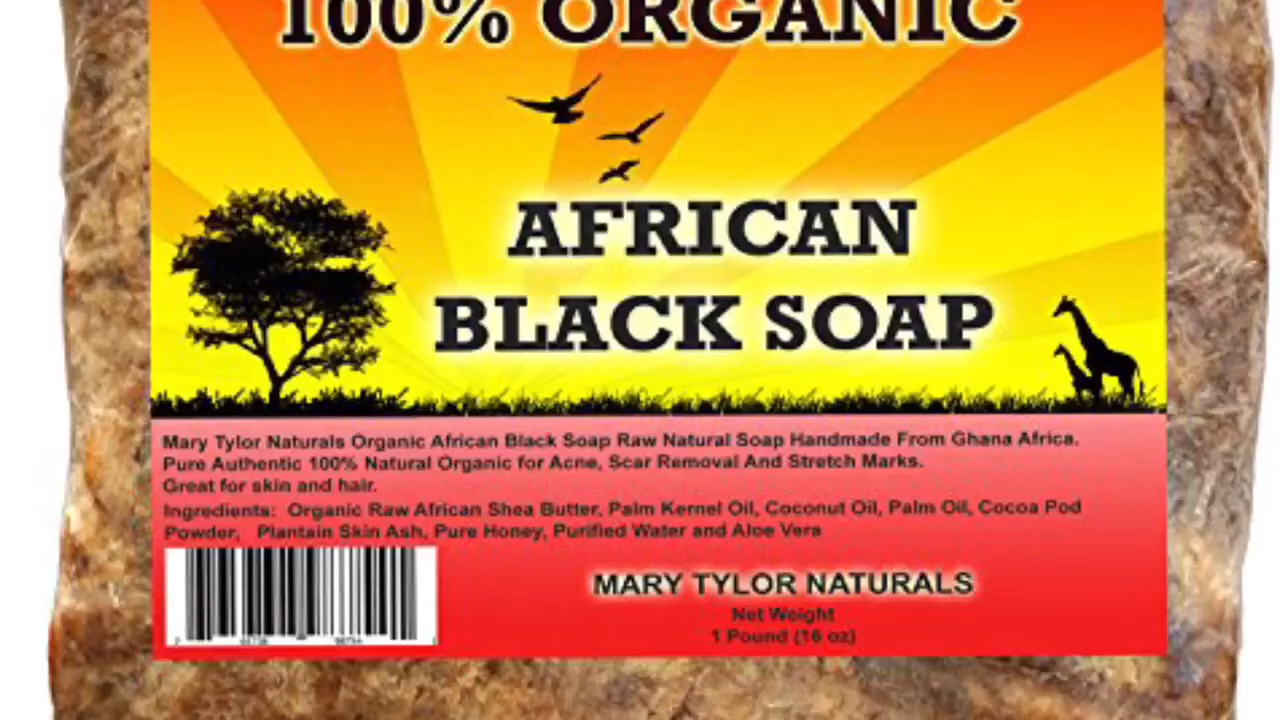 100% ORGANIC
AFRICAN
BLACK SOAP
Mary Tylor Naturals Organic African Black Soap Raw Natural Soap Handmade From Ghana Africa.
Pure Authentic 100% Natural Organic for Acne, Scar Removal And Stretch Marks.
Great for skin and hair.
Ingredients: Organic Raw African Shea Butter, Palm Kernel Oil, Coconut Oil, Palm Oil, Cocoa Pod
Powder, Plantain Skin Ash, Pure Honey, Purified Water and Aloe Vera
MARY TYLOR NATURALS
Net Weight
1 Pound (16 oz)